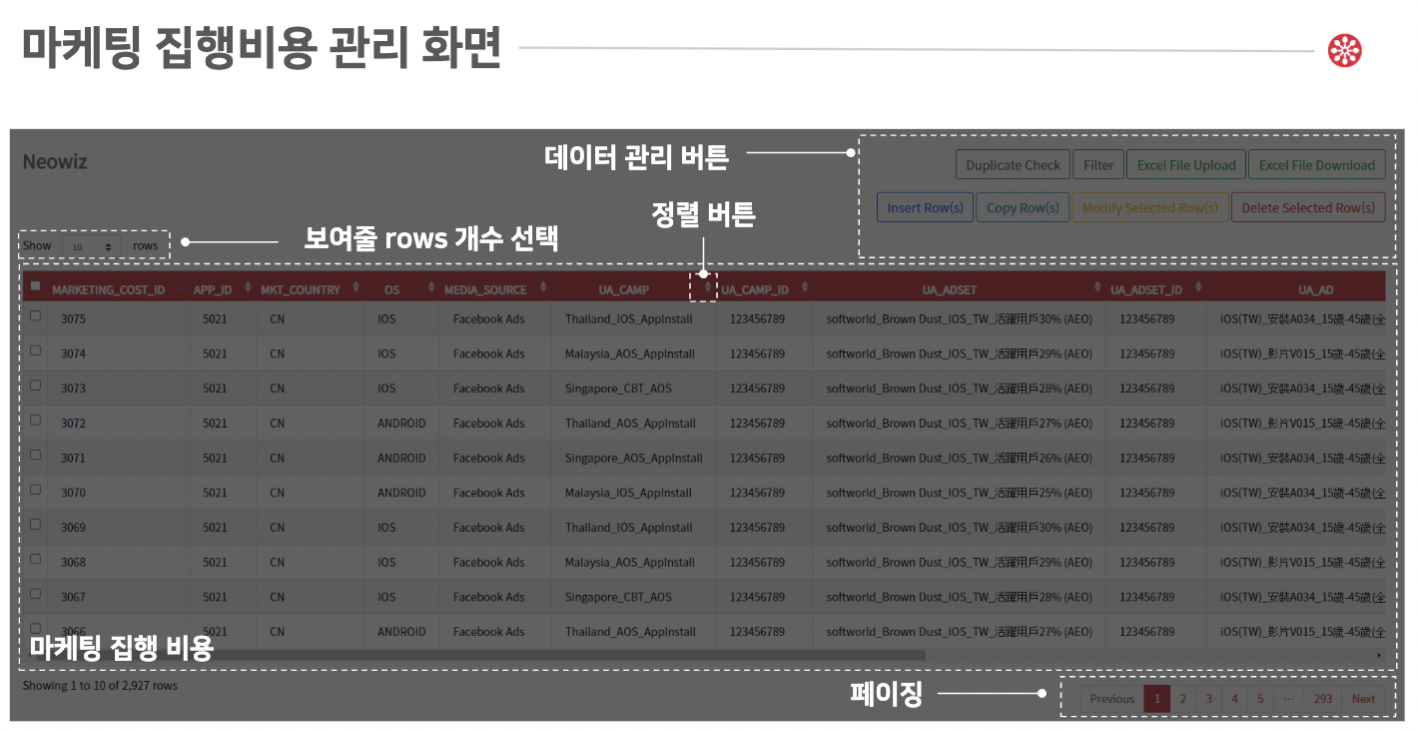 마케팅 집행비용 관리 화면
Neowiz
데이터 관리 버튼
Duplicate Check Filter Excel File Upload Excel File Download
정렬 버튼
Insert Row(s) Copy Row(s) Modify Selected Row(s) Delete Selected Row(s)
Show 10 rows
보여줄 rows 개수 선택
MARKETING_COST_ID APP_ID MKT_COUNTRY OS MEDIA_SOURCE UA_CAMP UA_CAMP_ID UA_ADSET UA_ADSET_ID UA_AD
3075 5021 CN IOS Facebook Ads Thailand_IOS_AppInstall 123456789 softworld_Brown Dust_IOS_TW_活躍用戶30% (AEO) 123456789 iOS(TW)_安裝A034_15歲-45歲(全
3074 5021 CN IOS Facebook Ads Malaysia_AOS_AppInstall 123456789 softworld_Brown Dust_IOS_TW_活躍用戶29% (AEO) 123456789 iOS(TW)_影片V015_15歲-45歲(全
3073 5021 CN IOS Facebook Ads Singapore_CBT_AOS 123456789 softworld_Brown Dust_IOS_TW_活躍用戶28% (AEO) 123456789 iOS(TW)_安裝A034_15歲-45歲(全
3072 5021 CN ANDROID Facebook Ads Thailand_AOS_AppInstall 123456789 softworld_Brown Dust_IOS_TW_活躍用戶27% (AEO) 123456789 iOS(TW)_影片V015_15歲-45歲(全
3071 5021 CN ANDROID Facebook Ads Singapore_AOS_AppInstall 123456789 softworld_Brown Dust_IOS_TW_活躍用戶26% (AEO) 123456789 iOS(TW)_安裝A034_15歲-45歲(全
3070 5021 CN ANDROID Facebook Ads Malaysia_IOS_AppInstall 123456789 softworld_Brown Dust_IOS_TW_活躍用戶25% (AEO) 123456789 iOS(TW)_安裝A034_15歲-45歲(全
3069 5021 CN IOS Facebook Ads Thailand_IOS_AppInstall 123456789 softworld_Brown Dust_IOS_TW_活躍用戶30% (AEO) 123456789 iOS(TW)_安裝A034_15歲-45歲(全
3068 5021 CN IOS Facebook Ads Malaysia_AOS_AppInstall 123456789 softworld_Brown Dust_IOS_TW_活躍用戶29% (AEO) 123456789 iOS(TW)_影片V015_15歲-45歲(全
3067 5021 CN IOS Facebook Ads Singapore_CBT_AOS 123456789 softworld_Brown Dust_IOS_TW_活躍用戶28% (AEO) 123456789 iOS(TW)_安裝A034_15歲-45歲(全
3066 5021 CN ANDROID Facebook Ads Thailand_AOS_AppInstall 123456789 softworld_Brown Dust_IOS_TW_活躍用戶27% (AEO) 123456789 iOS(TW)_影片V015_15歲-45歲(全
마케팅 집행 비용
Showing 1 to 10 of 2,927 rows
페이징
Previous 1 2 3 4 5 ... 293 Next